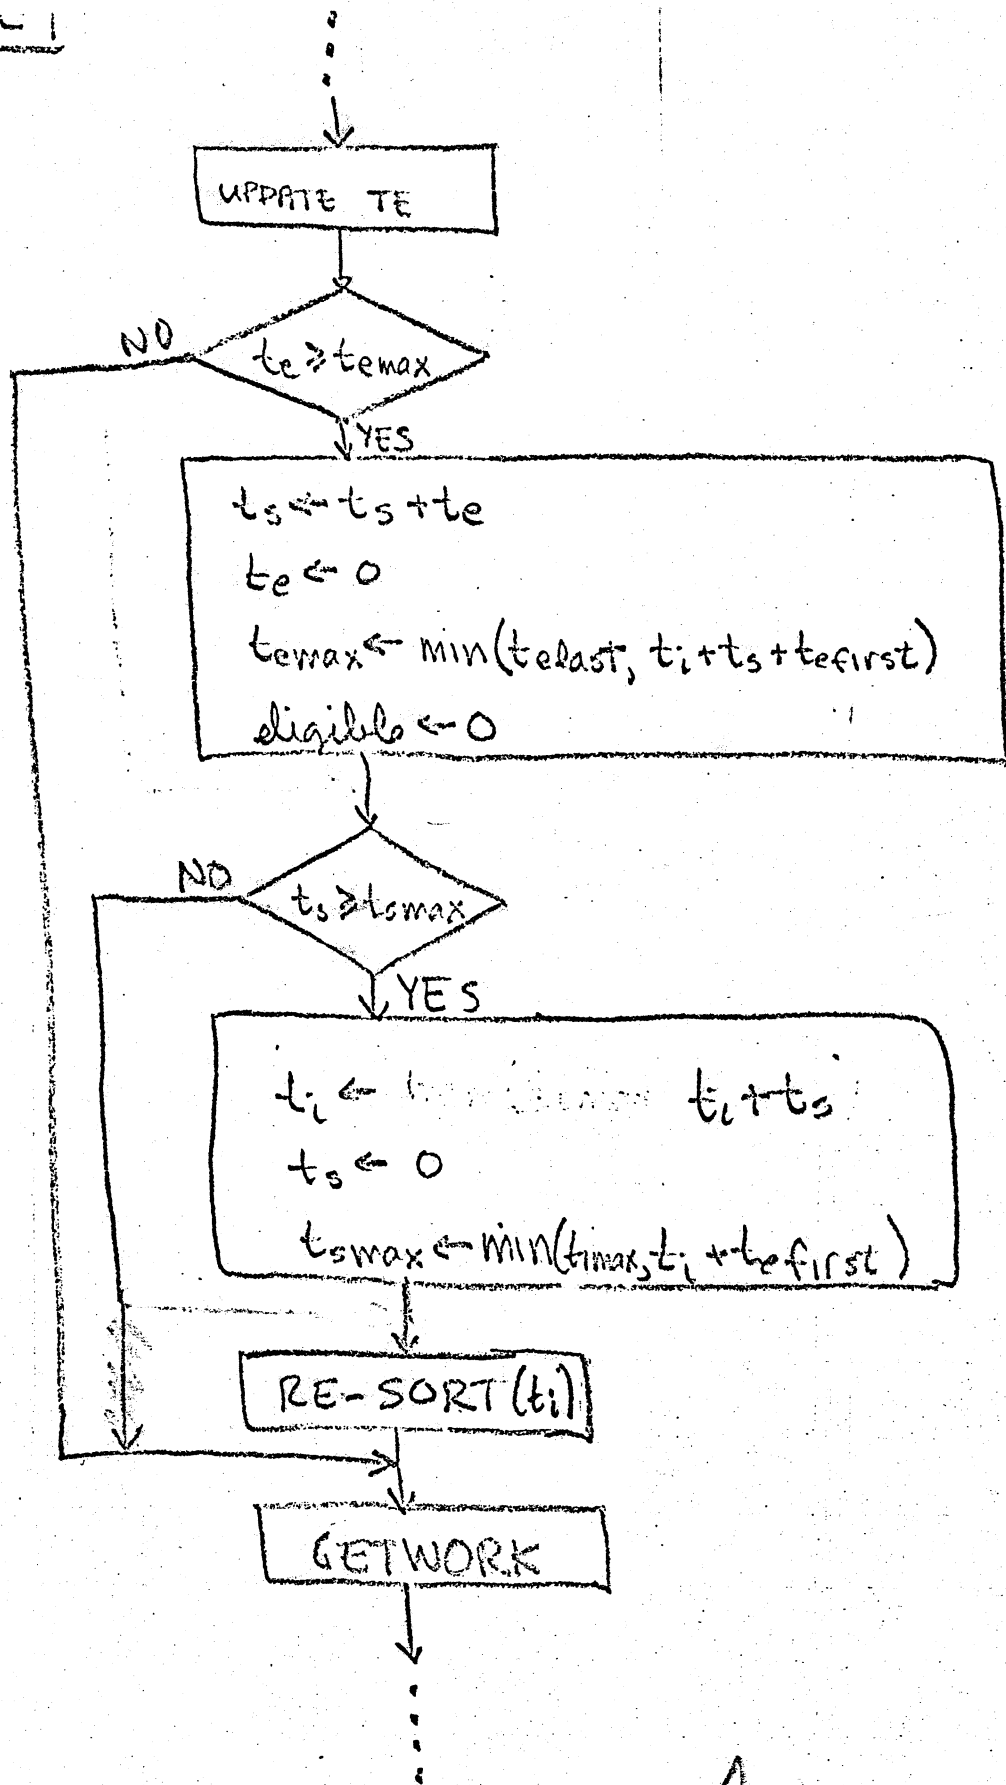 UPDATE TE
NO
te ≥ temax
YES
ts ← ts + te
te ← 0
temax ← min(telast, ti + ts + tefirst)
eligible ← 0
NO
ts ≥ tsmax
YES
ti ← ti + ts
ts ← 0
tsmax ← min(timax, ti + tefirst)
RE-SORT (ti)
GETWORK